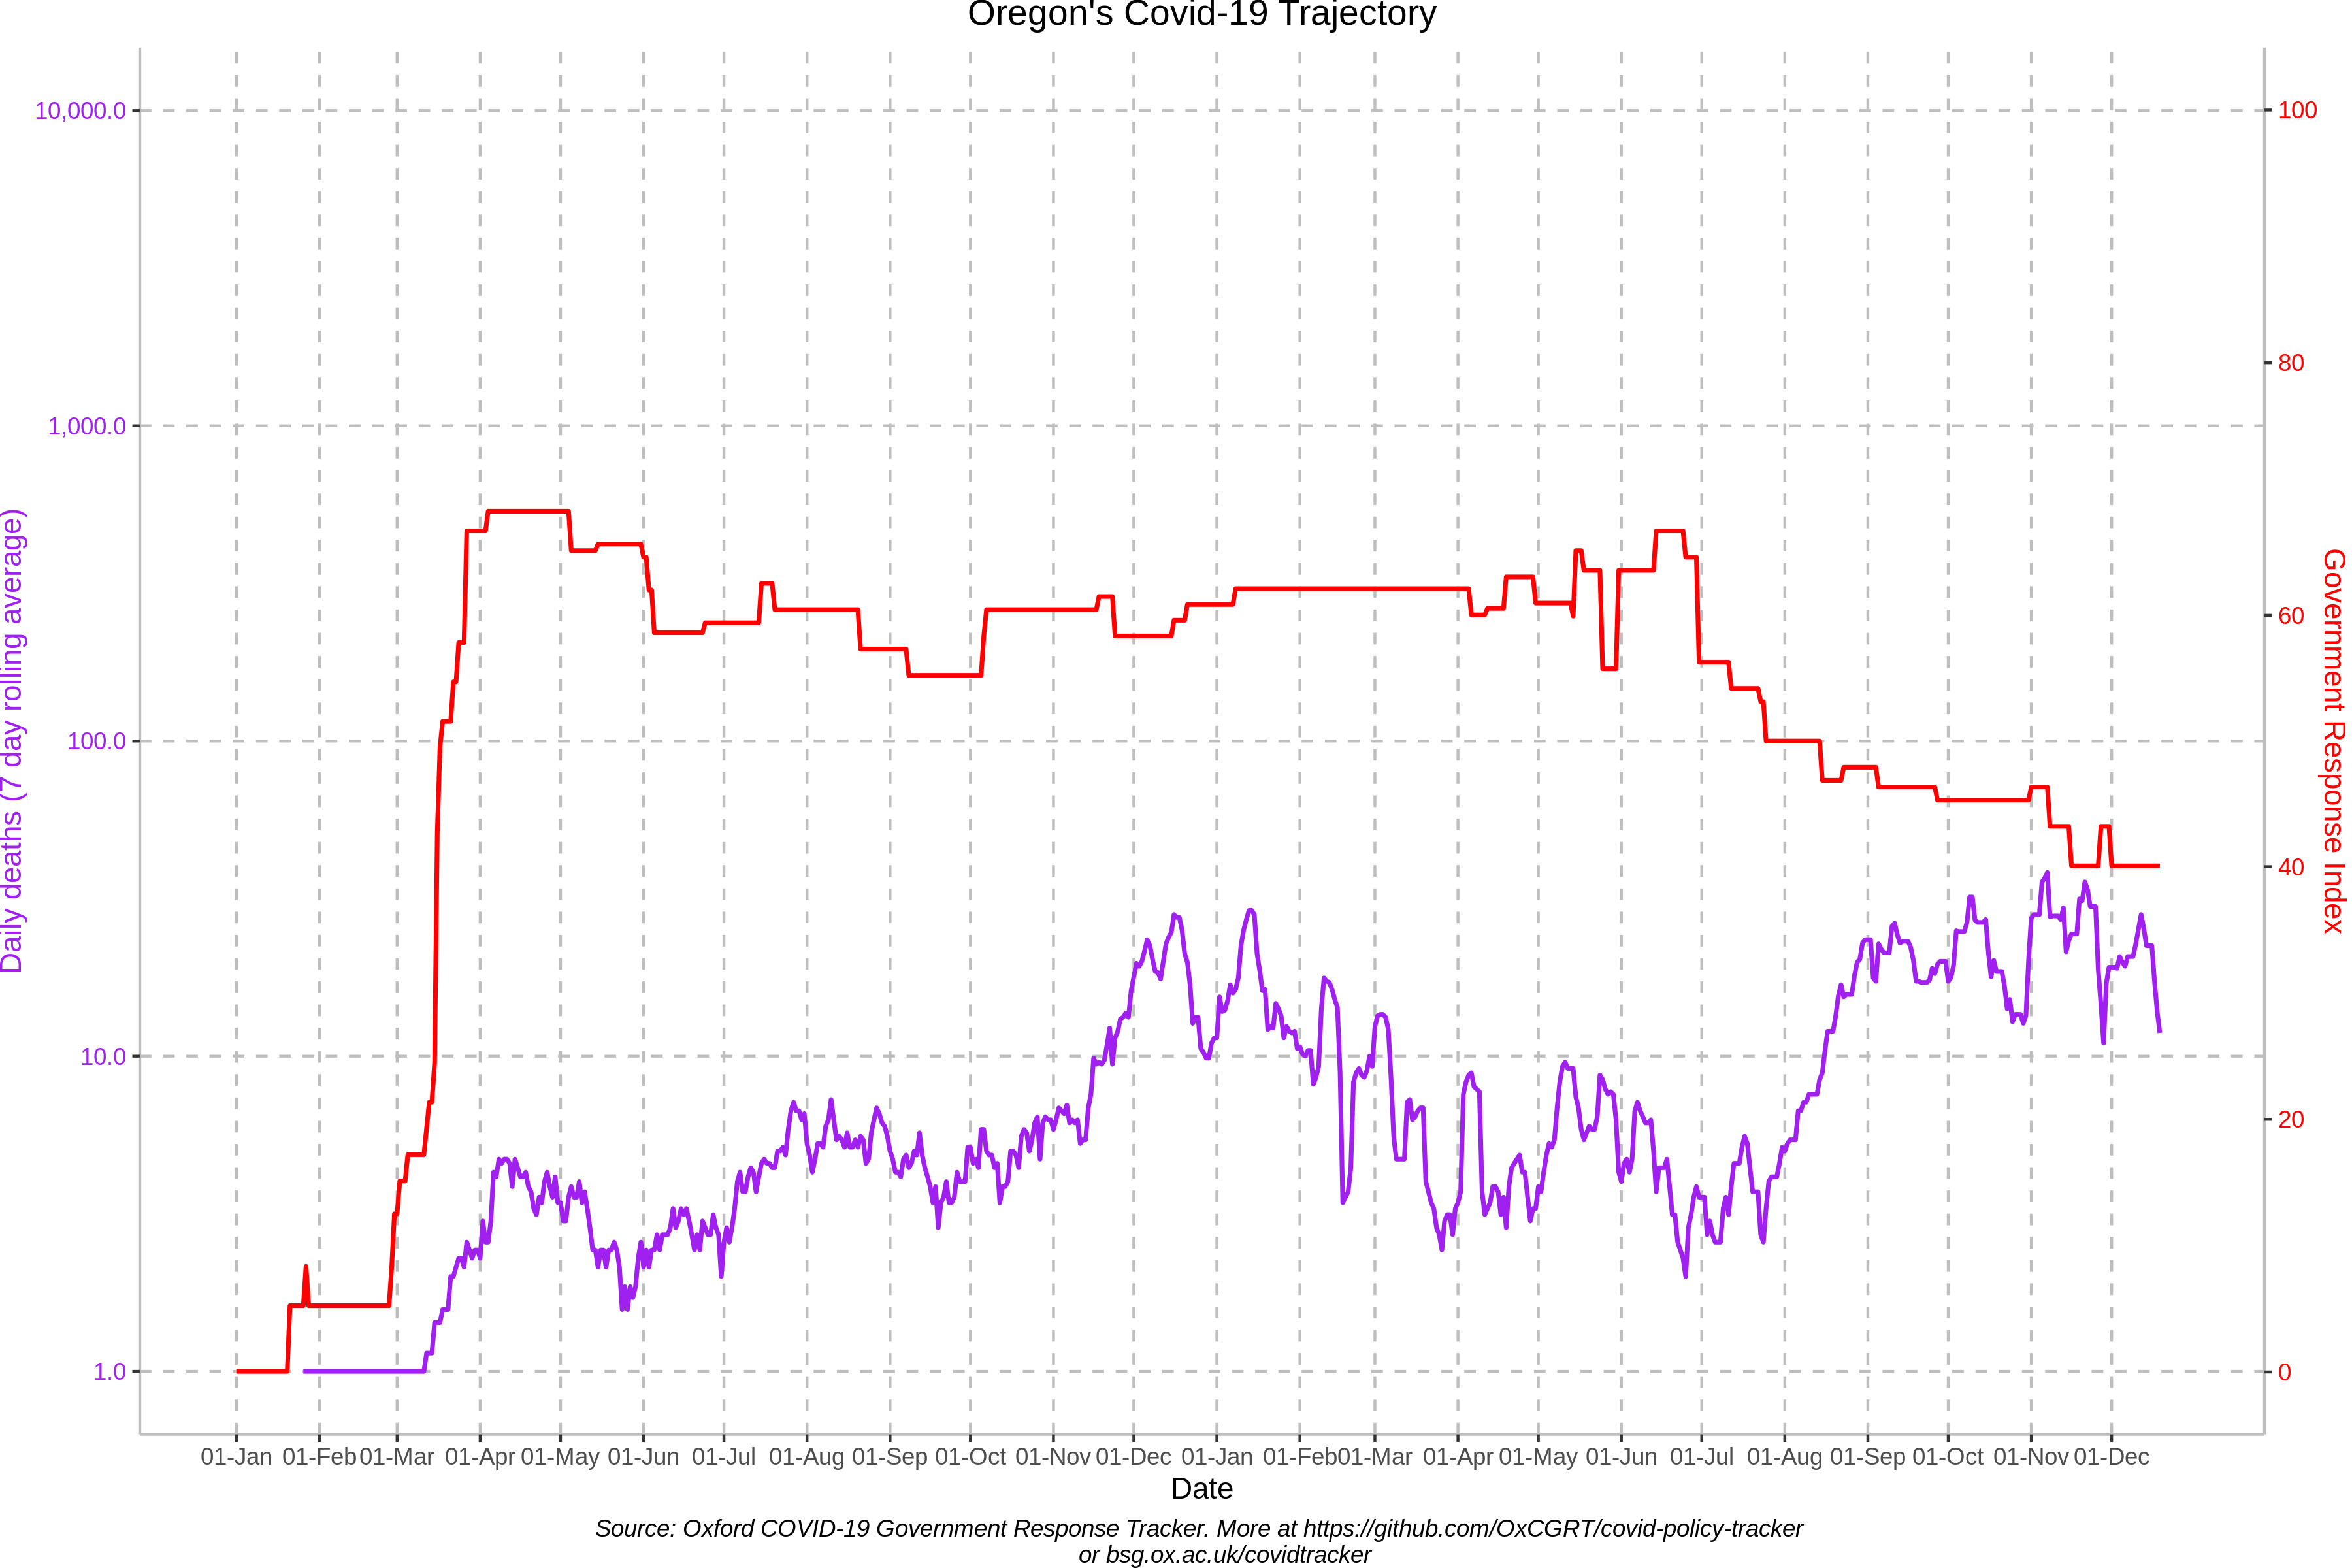 Oregon's Covid-19 Trajectory
10,000.0
1,000.0
100.0
10.0
1.0
Daily deaths (7 day rolling average)
100
80
60
40
20
0
Government Response Index
01-Jan 01-Feb 01-Mar 01-Apr 01-May 01-Jun 01-Jul 01-Aug 01-Sep 01-Oct 01-Nov 01-Dec 01-Jan 01-Feb 01-Mar 01-Apr 01-May 01-Jun 01-Jul 01-Aug 01-Sep 01-Oct 01-Nov 01-Dec
Date
Source: Oxford COVID-19 Government Response Tracker. More at https://github.com/OxCGRT/covid-policy-tracker
or bsg.ox.ac.uk/covidtracker